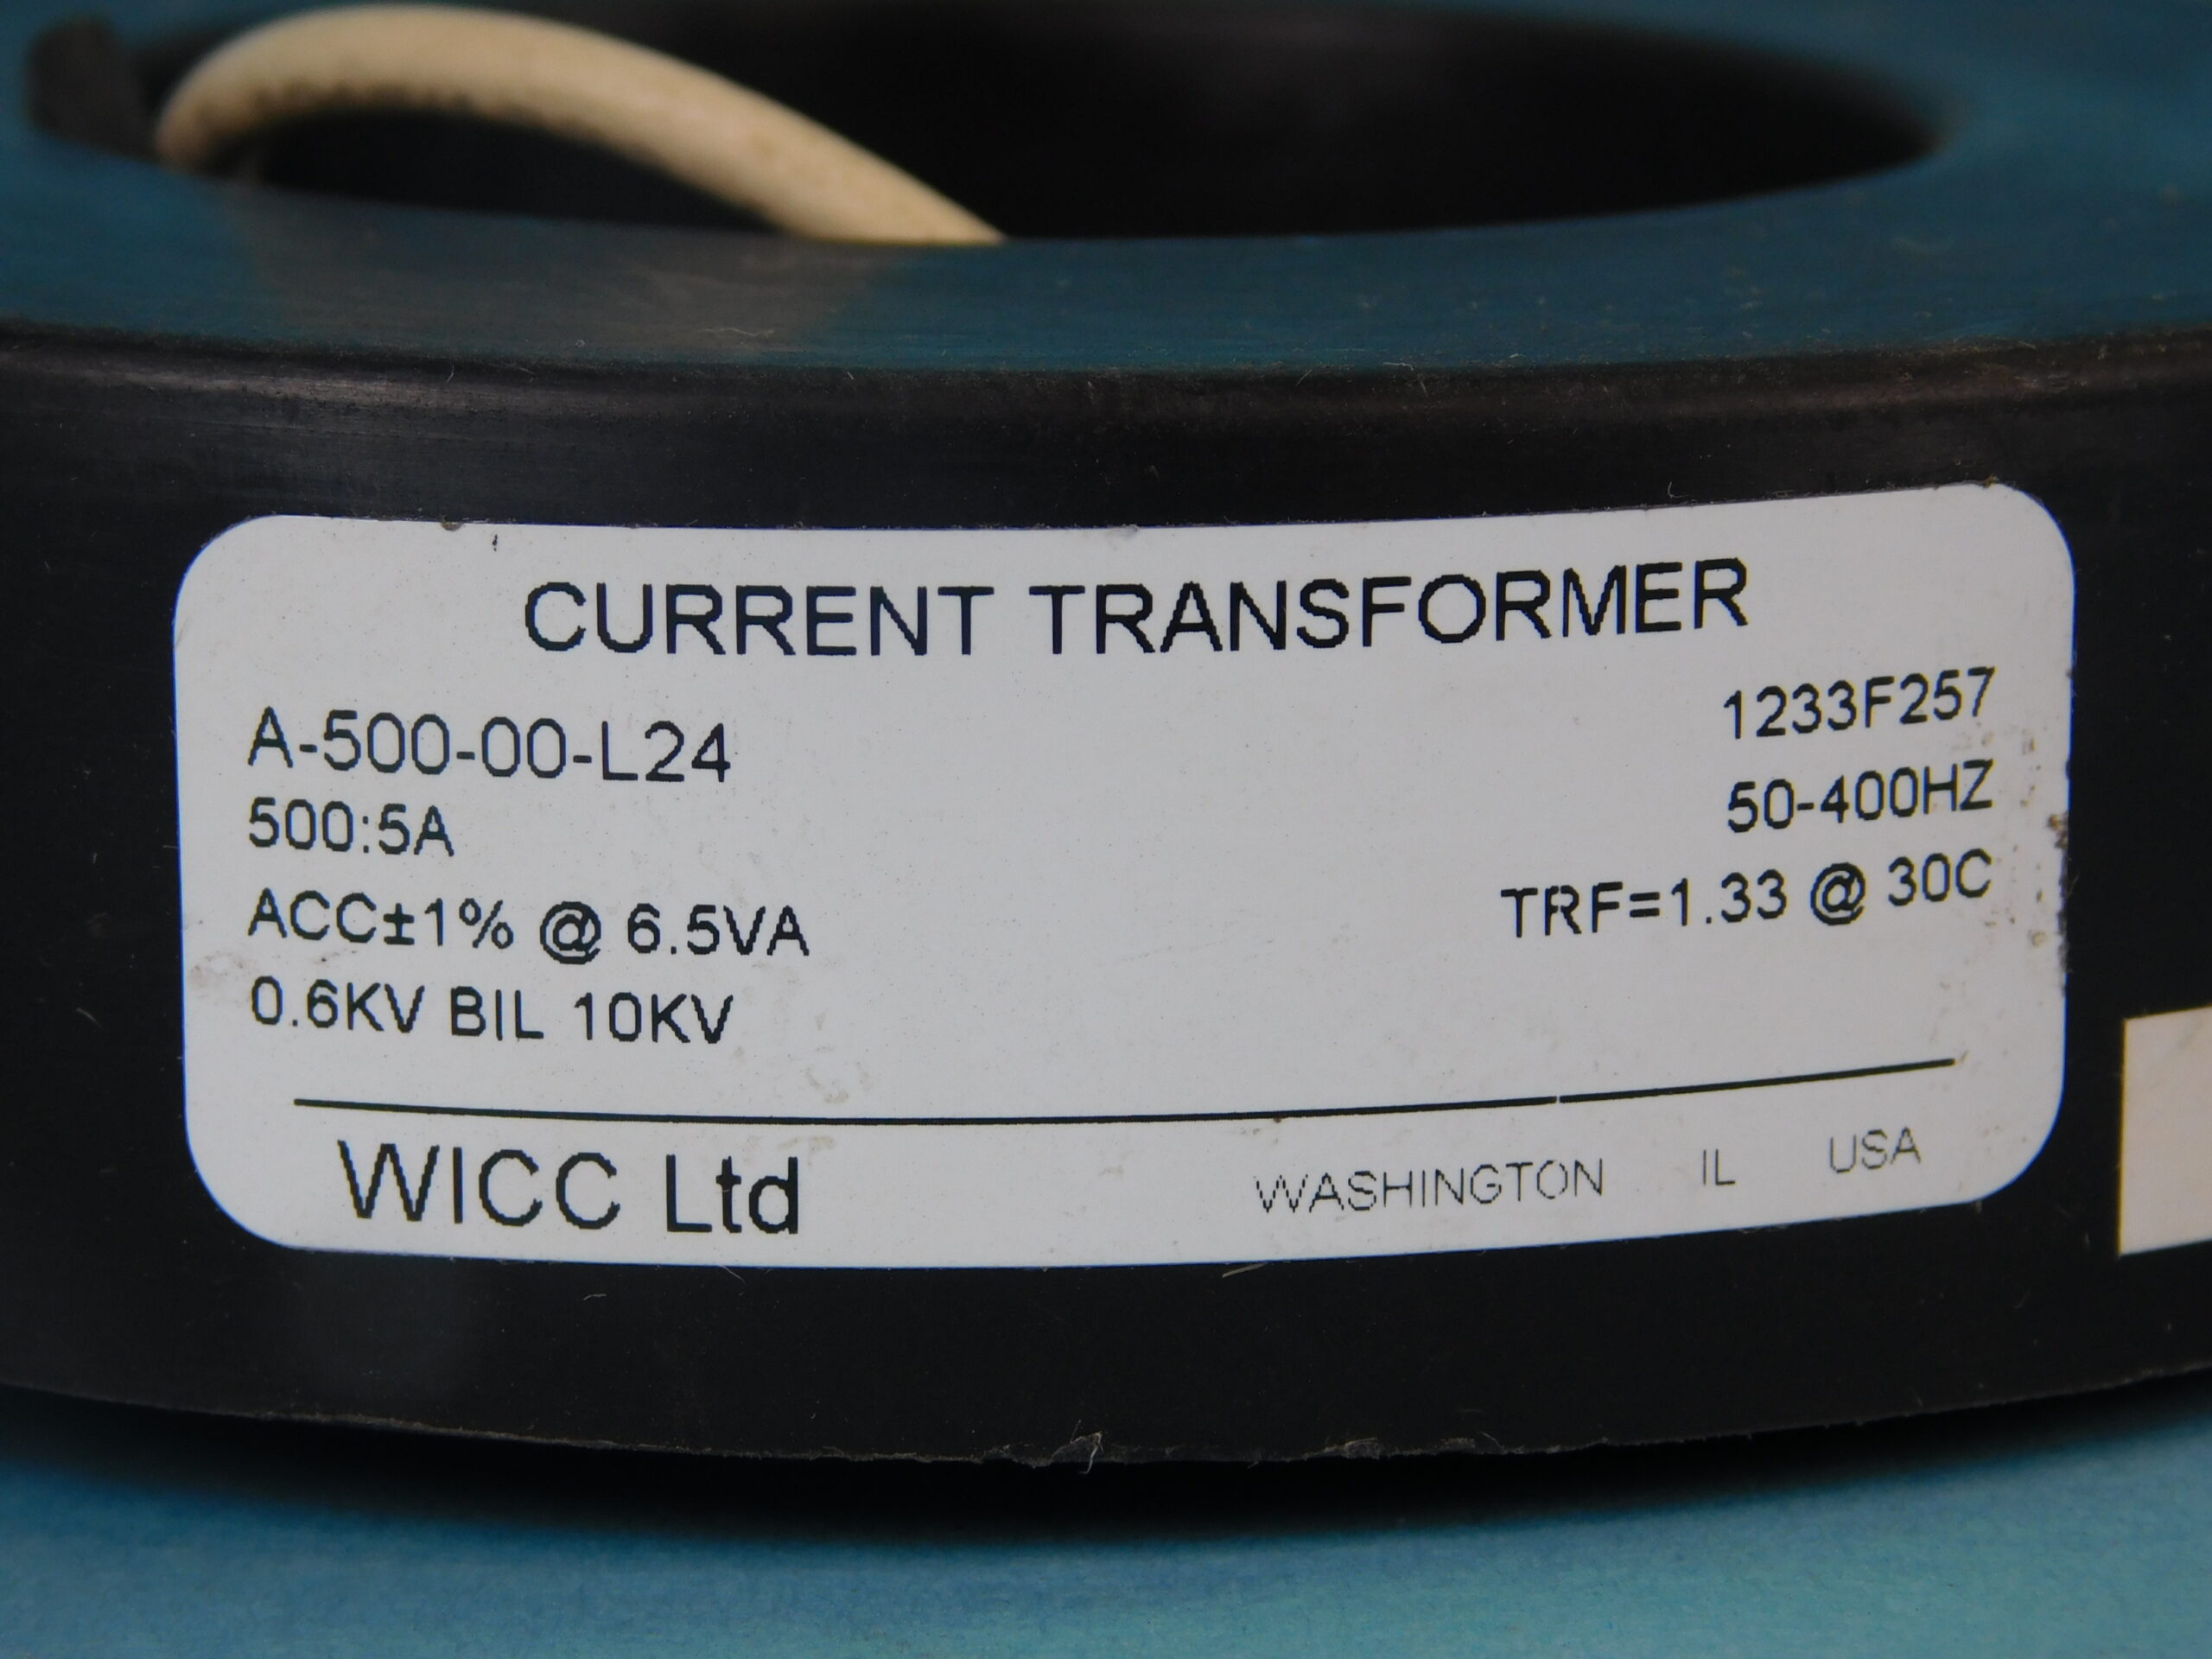 CURRENT TRANSFORMER
A-500-00-L24 1233F257
500:5A 50-400HZ
ACC±1% @ 6.5VA TRF=1.33 @ 30C
0.6KV BIL 10KV
WICC Ltd WASHINGTON IL USA